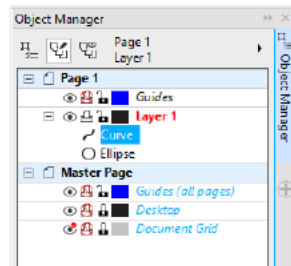 Object Manager
Page 1
Layer 1
Page 1
Guides
Layer 1
Curve
Ellipse
Master Page
Guides (all pages)
Desktop
Document Grid
Object Manager